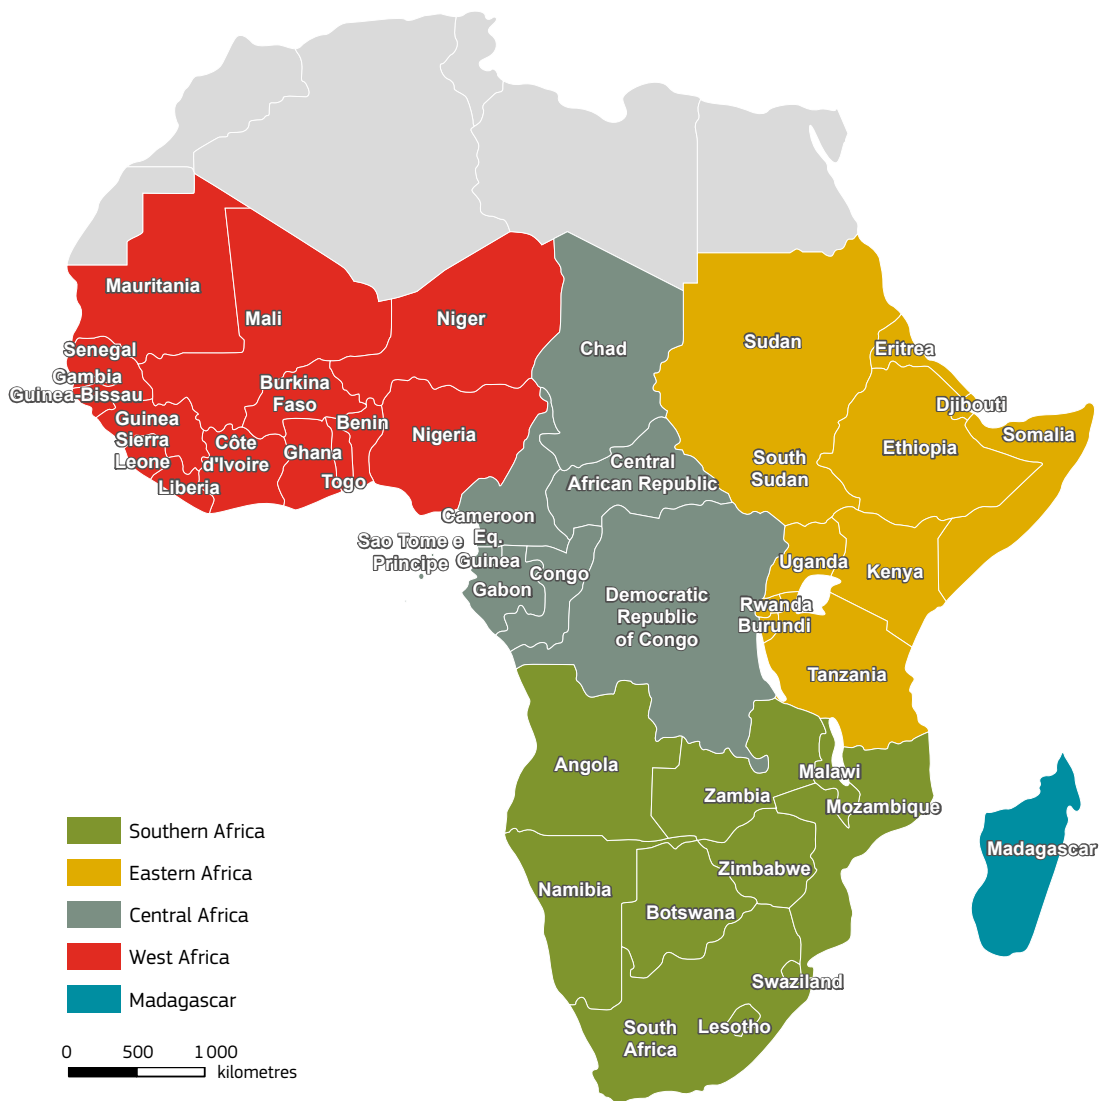 Mauritania
Mali
Niger
Chad
Sudan
Eritrea
Senegal
Gambia
Guinea-Bissau
Burkina
Faso
Djibouti
Guinea
Benin
Nigeria
Somalia
Sierra
Leone
Côte
d'Ivoire
Ghana
Ethiopia
Liberia
Togo
Central
African Republic
South
Sudan
Cameroon
Eq.
Guinea
Sao Tome e
Principe
Congo
Gabon
Uganda
Kenya
Democratic
Republic
of Congo
Rwanda
Burundi
Tanzania
Angola
Malawi
Zambia
Mozambique
Madagascar
Zimbabwe
Namibia
Botswana
Swaziland
South
Africa
Lesotho
Southern Africa
Eastern Africa
Central Africa
West Africa
Madagascar
0 500 1 000
kilometres